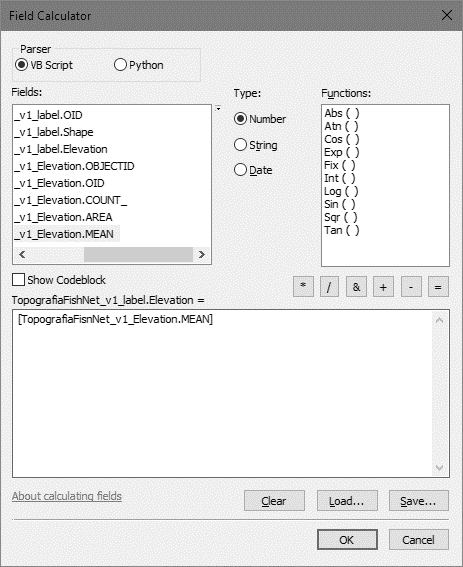 Field Calculator
Parser
VB Script
Python
Fields:
Type:
Functions:
_v1_label.OID
_v1_label.Shape
_v1_label.Elevation
_v1_Elevation.OBJECTID
_v1_Elevation.OID
_v1_Elevation.COUNT_
_v1_Elevation.AREA
_v1_Elevation.MEAN
Number
String
Date
Abs ( )
Atn ( )
Cos ( )
Exp ( )
Fix ( )
Int ( )
Log ( )
Sin ( )
Sqr ( )
Tan ( )
Show Codeblock
* / & + - =
TopografiaFishNet_v1_label.Elevation =
[TopografiaFisnNet_v1_Elevation.MEAN]
About calculating fields
Clear
Load...
Save...
OK
Cancel